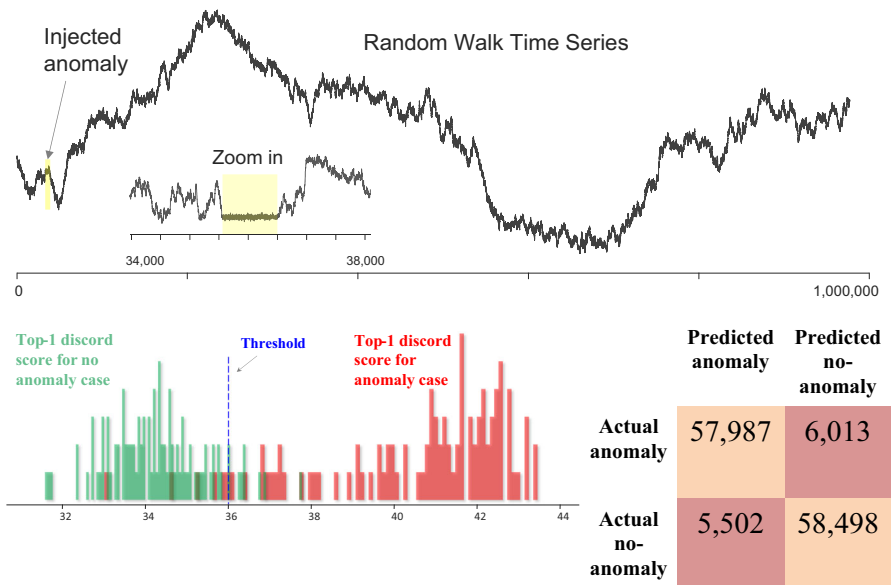 Injected
anomaly
Random Walk Time Series
Zoom in
34,000
38,000
0
1,000,000
Top-1 discord
score for no
anomaly case
Threshold
Top-1 discord
score for
anomaly case
32
34
36
38
40
42
44
Predicted
anomaly
Predicted
no-
anomaly
Actual
anomaly
57,987
6,013
Actual
no-
anomaly
5,502
58,498